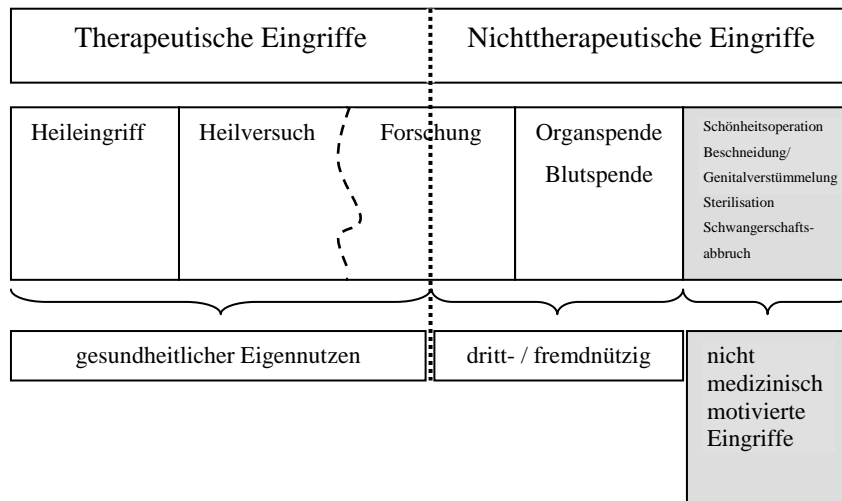 Therapeutische Eingriffe
Nichttherapeutische Eingriffe
Heileingriff
Heilversuch
Forschung
Organspende
Blutspende
Schönheitsoperation
Beschneidung/
Genitalverstümmelung
Sterilisation
Schwangerschafts-
abbruch
gesundheitlicher Eigennutzen
dritt- / fremdnützig
nicht
medizinisch
motivierte
Eingriffe